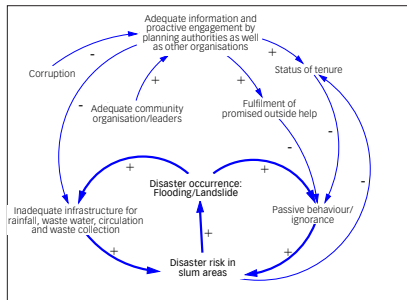 Adequate information and
proactive engagement by
planning authorities as well
as other organisations
-
+
Corruption
Status of tenure
+
+
-
Adequate community
organisation/leaders
Fulfilment of
promised outside help
-
-
-
+
+
Disaster occurrence:
Flooding/Landslide
Inadequate infrastructure for
rainfall, waste water, circulation
and waste collection
Passive behaviour/
ignorance
+
+
+
Disaster risk in
slum areas